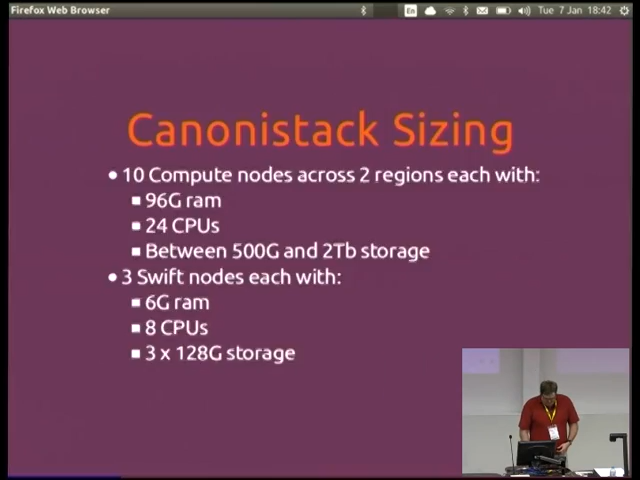 Firefox Web Browser
En
Tue 7 Jan 18:42
Canonistack Sizing
10 Compute nodes across 2 regions each with:
96G ram
24 CPUs
Between 500G and 2Tb storage
3 Swift nodes each with:
6G ram
8 CPUs
3 x 128G storage